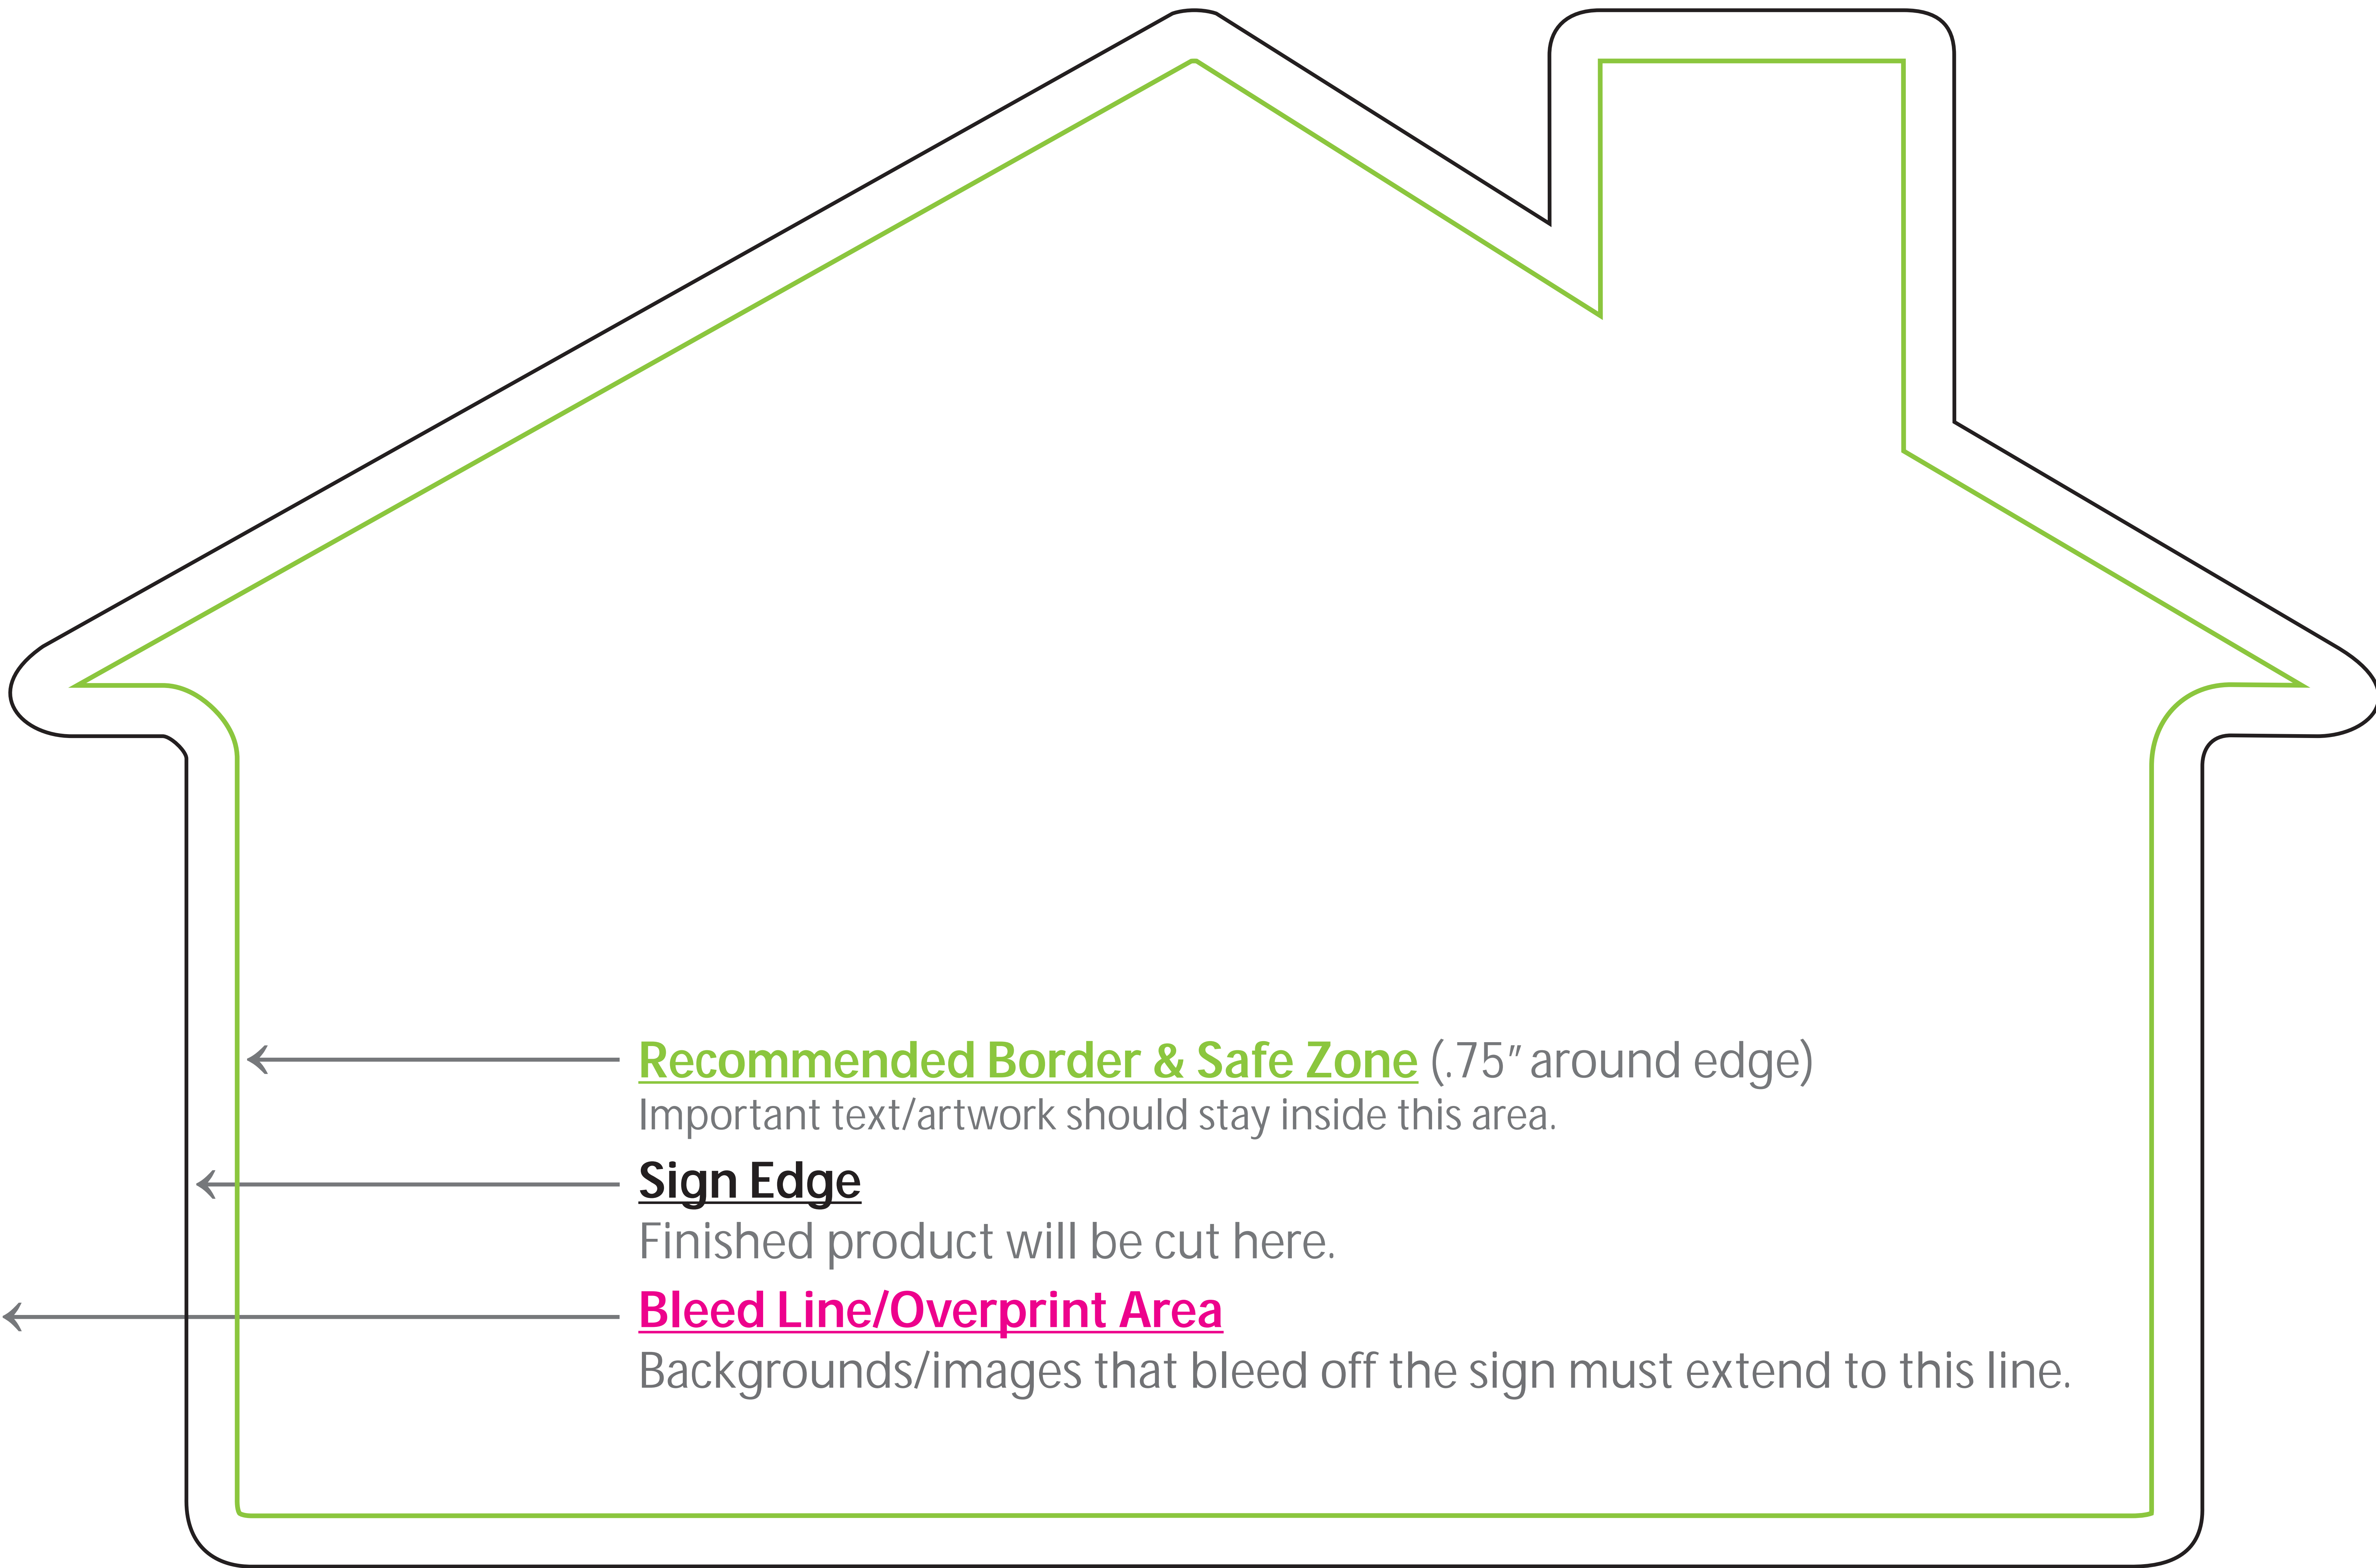 Recommended Border & Safe Zone (.75" around edge)
Important text/artwork should stay inside this area.
Sign Edge
Finished product will be cut here.
Bleed Line/Overprint Area
Backgrounds/images that bleed off the sign must extend to this line.